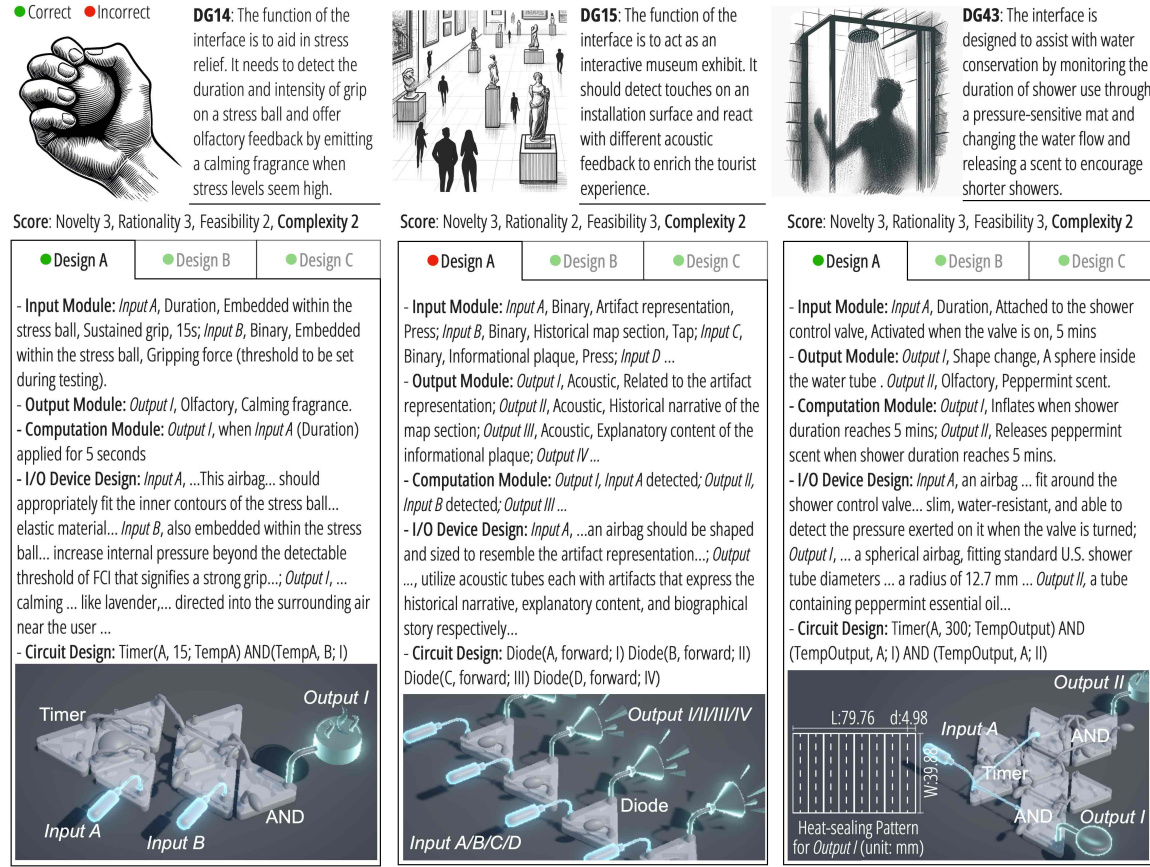 Correct Incorrect
DG14: The function of the
interface is to aid in stress
relief. It needs to detect the
duration and intensity of grip
on a stress ball and offer
olfactory feedback by emitting
a calming fragrance when
stress levels seem high.
Score: Novelty 3, Rationality 3, Feasibility 2, Complexity 2
Design A Design B Design C
- Input Module: Input A, Duration, Embedded within the
stress ball, Sustained grip, 15s; Input B, Binary, Embedded
within the stress ball, Gripping force (threshold to be set
during testing).
- Output Module: Output I, Olfactory, Calming fragrance.
- Computation Module: Output I, when Input A (Duration)
applied for 5 seconds
- I/O Device Design: Input A, ...This airbag... should
appropriately fit the inner contours of the stress ball...
elastic material... Input B, also embedded within the stress
ball... increase internal pressure beyond the detectable
threshold of FCI that signifies a strong grip...; Output I, ...
calming ... like lavender,... directed into the surrounding air
near the user ...
- Circuit Design: Timer(A, 15; TempA) AND(TempA, B; I)
Timer
Output I
AND
Input A
Input B
DG15: The function of the
interface is to act as an
interactive museum exhibit. It
should detect touches on an
installation surface and react
with different acoustic
feedback to enrich the tourist
experience.
Score: Novelty 3, Rationality 2, Feasibility 3, Complexity 2
Design A Design B Design C
- Input Module: Input A, Binary, Artifact representation,
Press; Input B, Binary, Historical map section, Tap; Input C,
Binary, Informational plaque, Press; Input D ...
- Output Module: Output I, Acoustic, Related to the artifact
representation; Output II, Acoustic, Historical narrative of the
map section; Output III, Acoustic, Explanatory content of the
informational plaque; Output IV ...
- Computation Module: Output I, Input A detected; Output II,
Input B detected; Output III ...
- I/O Device Design: Input A, ...an airbag should be shaped
and sized to resemble the artifact representation...; Output
..., utilize acoustic tubes each with artifacts that express the
historical narrative, explanatory content, and biographical
story respectively...
- Circuit Design: Diode(A, forward; I) Diode(B, forward; II)
Diode(C, forward; III) Diode(D, forward; IV)
Output I/II/III/IV
Diode
Input A/B/C/D
DG43: The interface is
designed to assist with water
conservation by monitoring the
duration of shower use through
a pressure-sensitive mat and
changing the water flow and
releasing a scent to encourage
shorter showers.
Score: Novelty 3, Rationality 3, Feasibility 3, Complexity 2
Design A Design B Design C
- Input Module: Input A, Duration, Attached to the shower
control valve, Activated when the valve is on, 5 mins
- Output Module: Output I, Shape change, A sphere inside
the water tube . Output II, Olfactory, Peppermint scent.
- Computation Module: Output I, Inflates when shower
duration reaches 5 mins; Output II, Releases peppermint
scent when shower duration reaches 5 mins.
- I/O Device Design: Input A, an airbag ... fit around the
shower control valve... slim, water-resistant, and able to
detect the pressure exerted on it when the valve is turned;
Output I, ... a spherical airbag, fitting standard U.S. shower
tube diameters ... a radius of 12.7 mm ... Output II, a tube
containing peppermint essential oil...
- Circuit Design: Timer(A, 300; TempOutput) AND
(TempOutput, A; I) AND (TempOutput, A; II)
Output II
L:79.76 d:4.98
Input A
AND
W:39.88
Timer
AND Output I
Heat-sealing Pattern
for Output I (unit: mm)